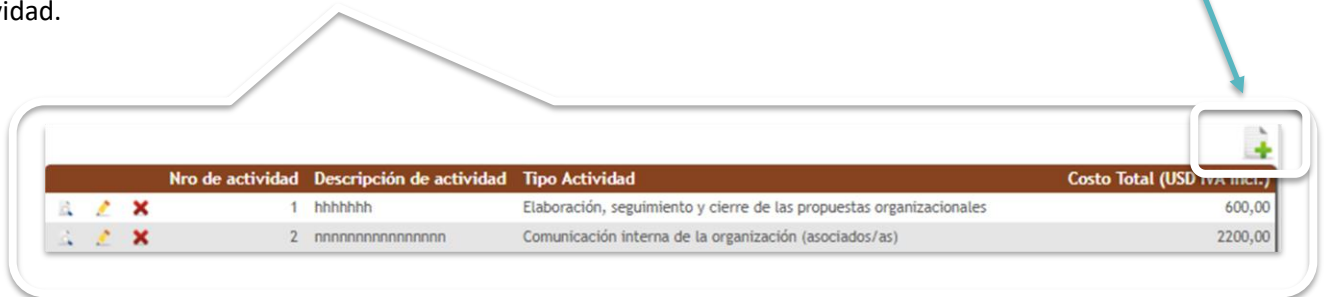 vidad.
Nro de actividad Descripción de actividad Tipo Actividad Costo Total (USD IVA incl.)
1 hhhhhhh Elaboración, seguimiento y cierre de las propuestas organizacionales 600,00
2 nnnnnnnnnnnnnnnn Comunicación interna de la organización (asociados/as) 2200,00